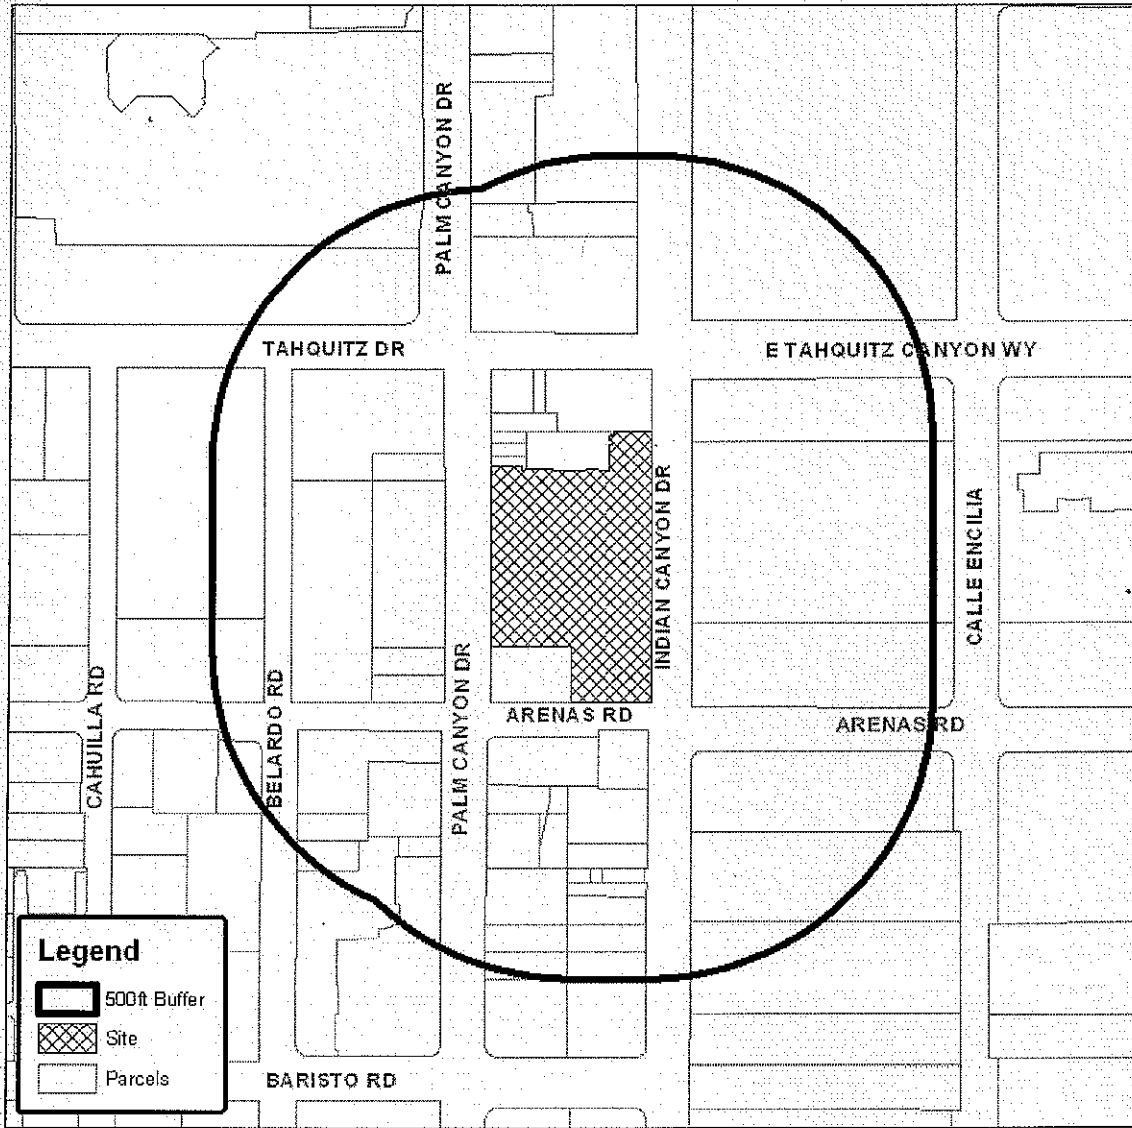 PALM CANYON DR
TAHQUITZ DR
E TAHQUITZ CANYON WY
INDIAN CANYON DR
CALLE ENCILIA
CAHUILLA RD
BELARDO RD
PALM CANYON DR
ARENAS RD
ARENAS RD
Legend
500ft Buffer
Site
Parcels
BARISTO RD